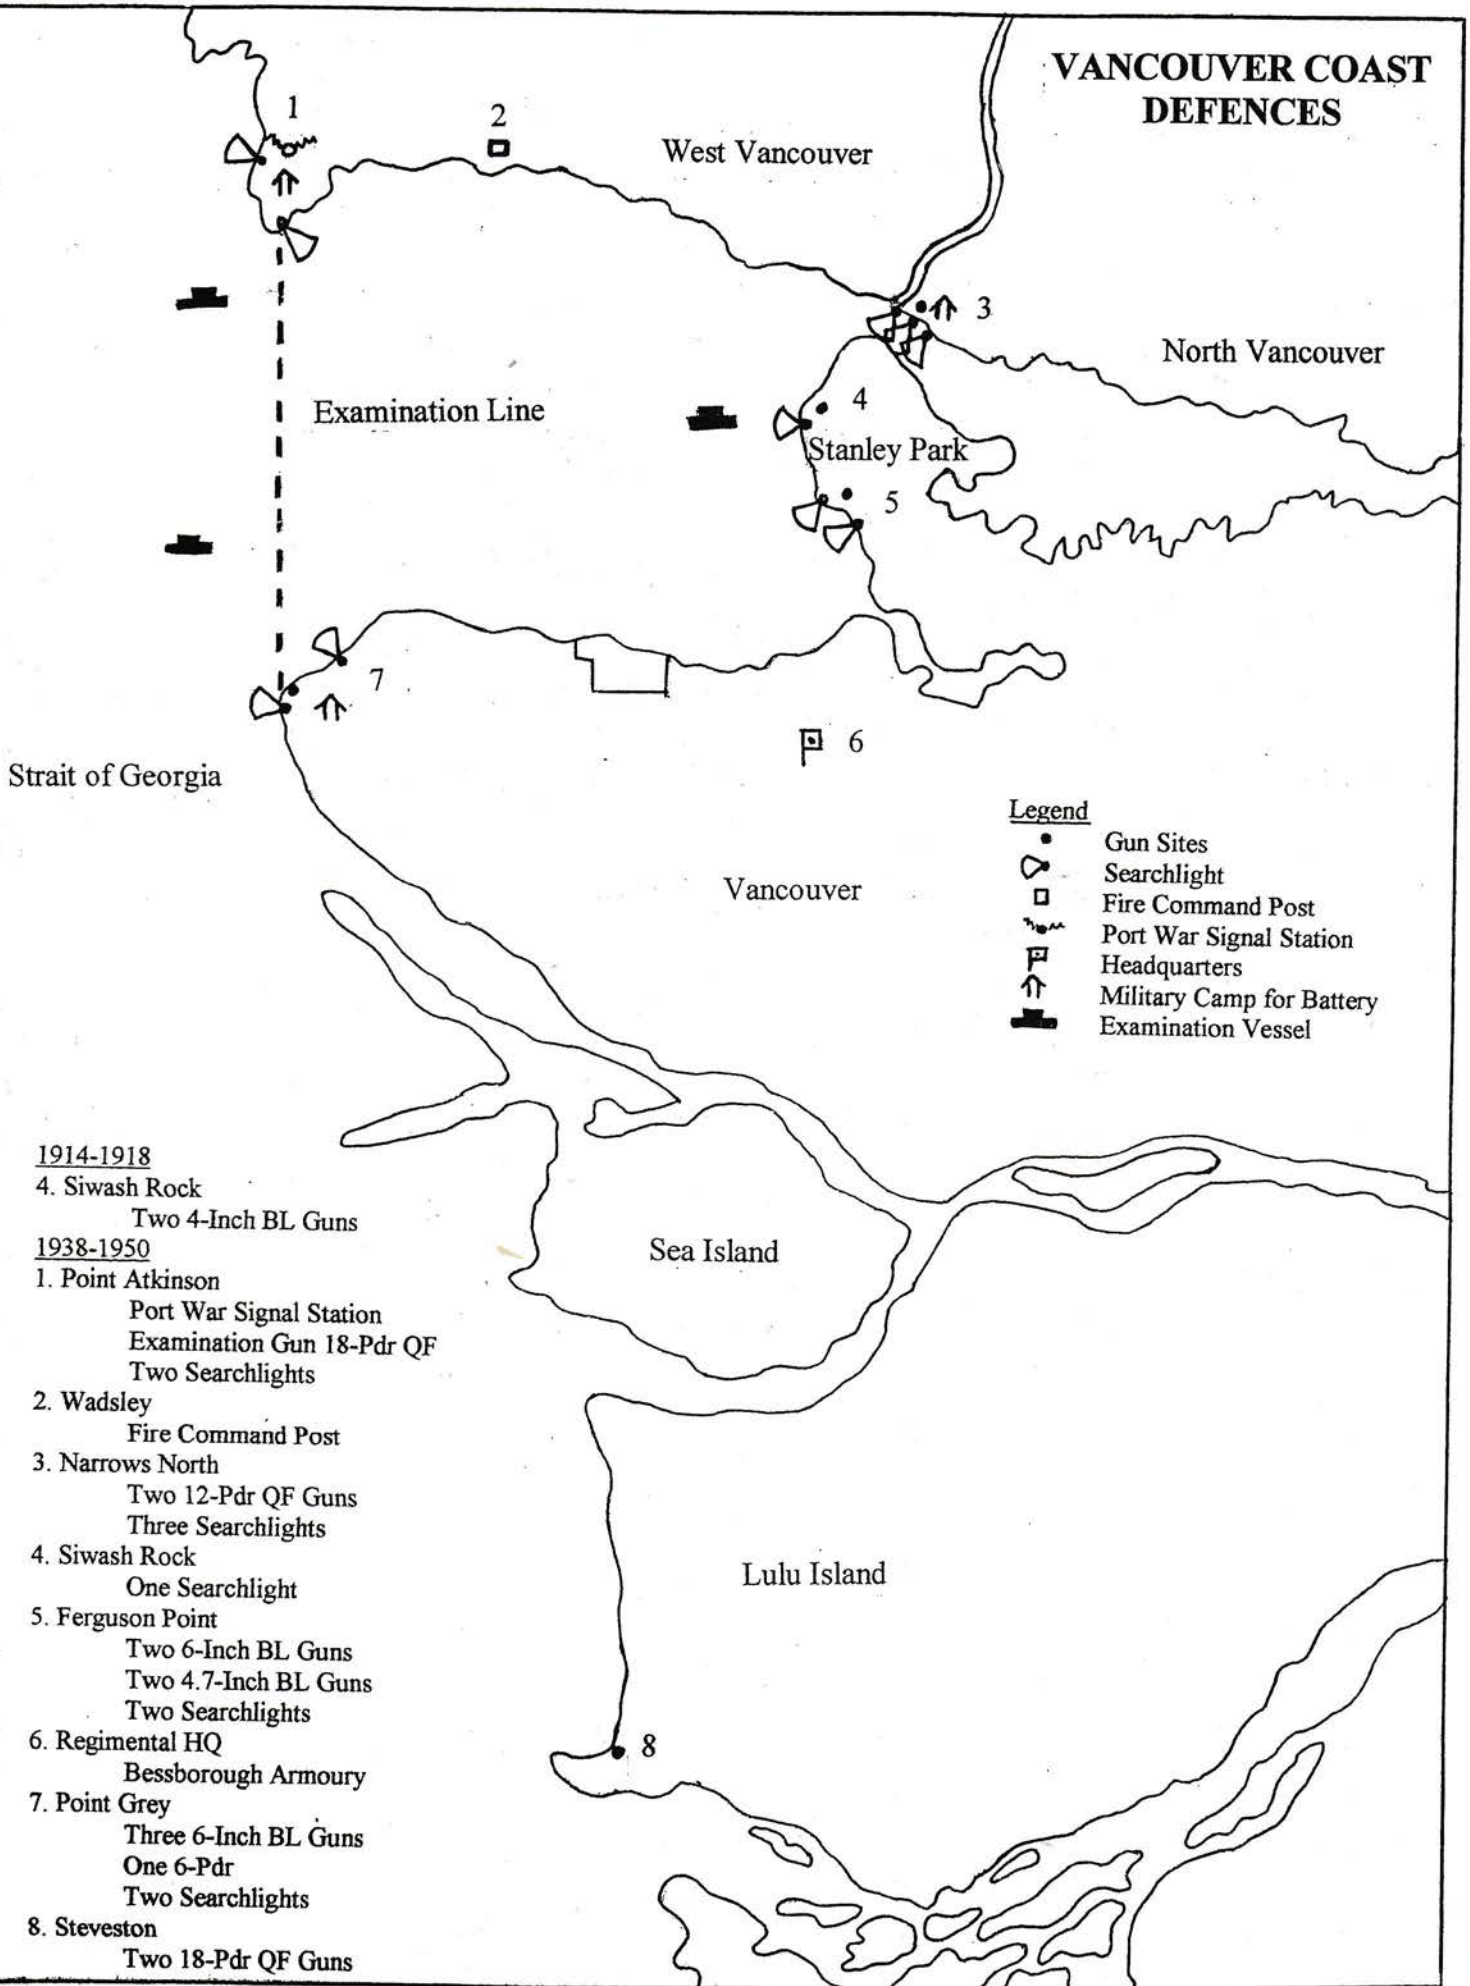 VANCOUVER COAST
DEFENCES
1
2
West Vancouver
3
North Vancouver
4
Examination Line
Stanley Park
5
7
6
Strait of Georgia
Vancouver
Legend
Gun Sites
Searchlight
Fire Command Post
Port War Signal Station
Headquarters
Military Camp for Battery
Examination Vessel
Sea Island
Lulu Island
8
1914-1918
4. Siwash Rock
Two 4-Inch BL Guns
1938-1950
1. Point Atkinson
Port War Signal Station
Examination Gun 18-Pdr QF
Two Searchlights
2. Wadsley
Fire Command Post
3. Narrows North
Two 12-Pdr QF Guns
Three Searchlights
4. Siwash Rock
One Searchlight
5. Ferguson Point
Two 6-Inch BL Guns
Two 4.7-Inch BL Guns
Two Searchlights
6. Regimental HQ
Bessborough Armoury
7. Point Grey
Three 6-Inch BL Guns
One 6-Pdr
Two Searchlights
8. Steveston
Two 18-Pdr QF Guns